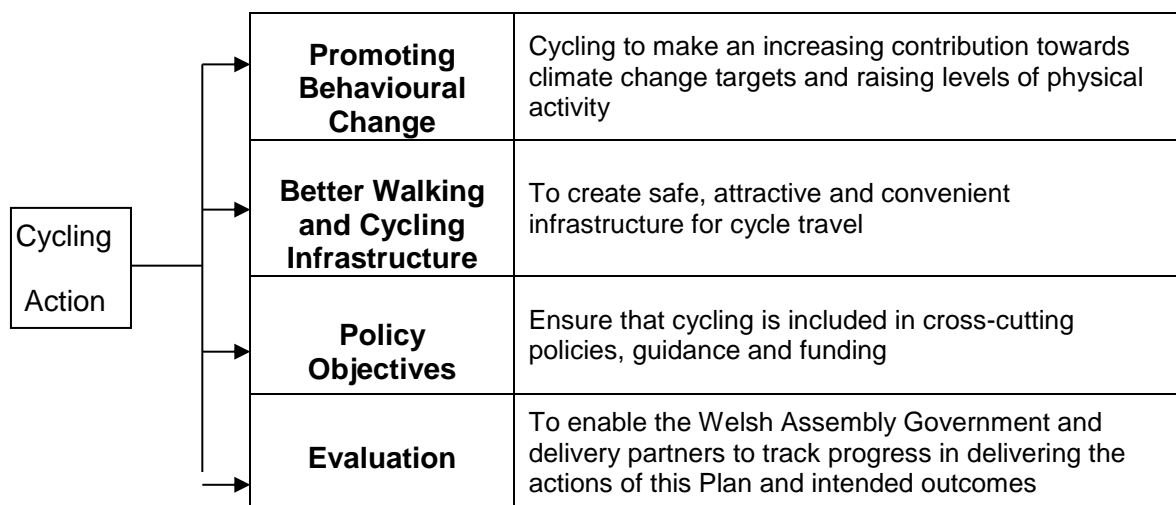 Cycling
Action
Promoting
Behavioural
Change
Cycling to make an increasing contribution towards
climate change targets and raising levels of physical
activity
Better Walking
and Cycling
Infrastructure
To create safe, attractive and convenient
infrastructure for cycle travel
Policy
Objectives
Ensure that cycling is included in cross-cutting
policies, guidance and funding
Evaluation
To enable the Welsh Assembly Government and
delivery partners to track progress in delivering the
actions of this Plan and intended outcomes